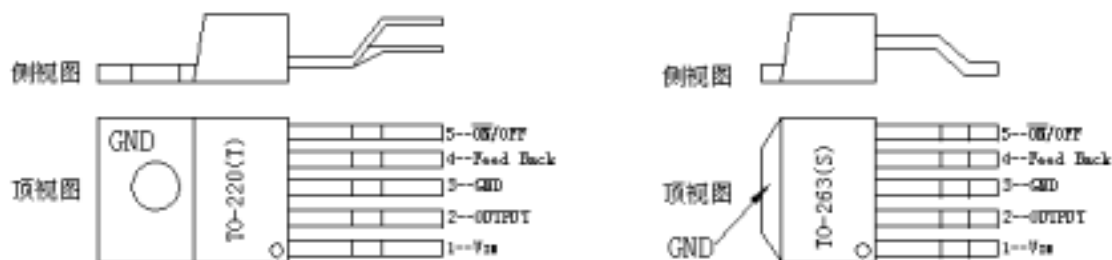 侧视图
侧视图
顶视图
GND
TO-220(T)
5--O̅N̅/OFF
4--Feed Back
3--GND
2--OUTPUT
1--VIN
顶视图
GND
TO-263(S)
5--O̅N̅/OFF
4--Feed Back
3--GND
2--OUTPUT
1--VIN